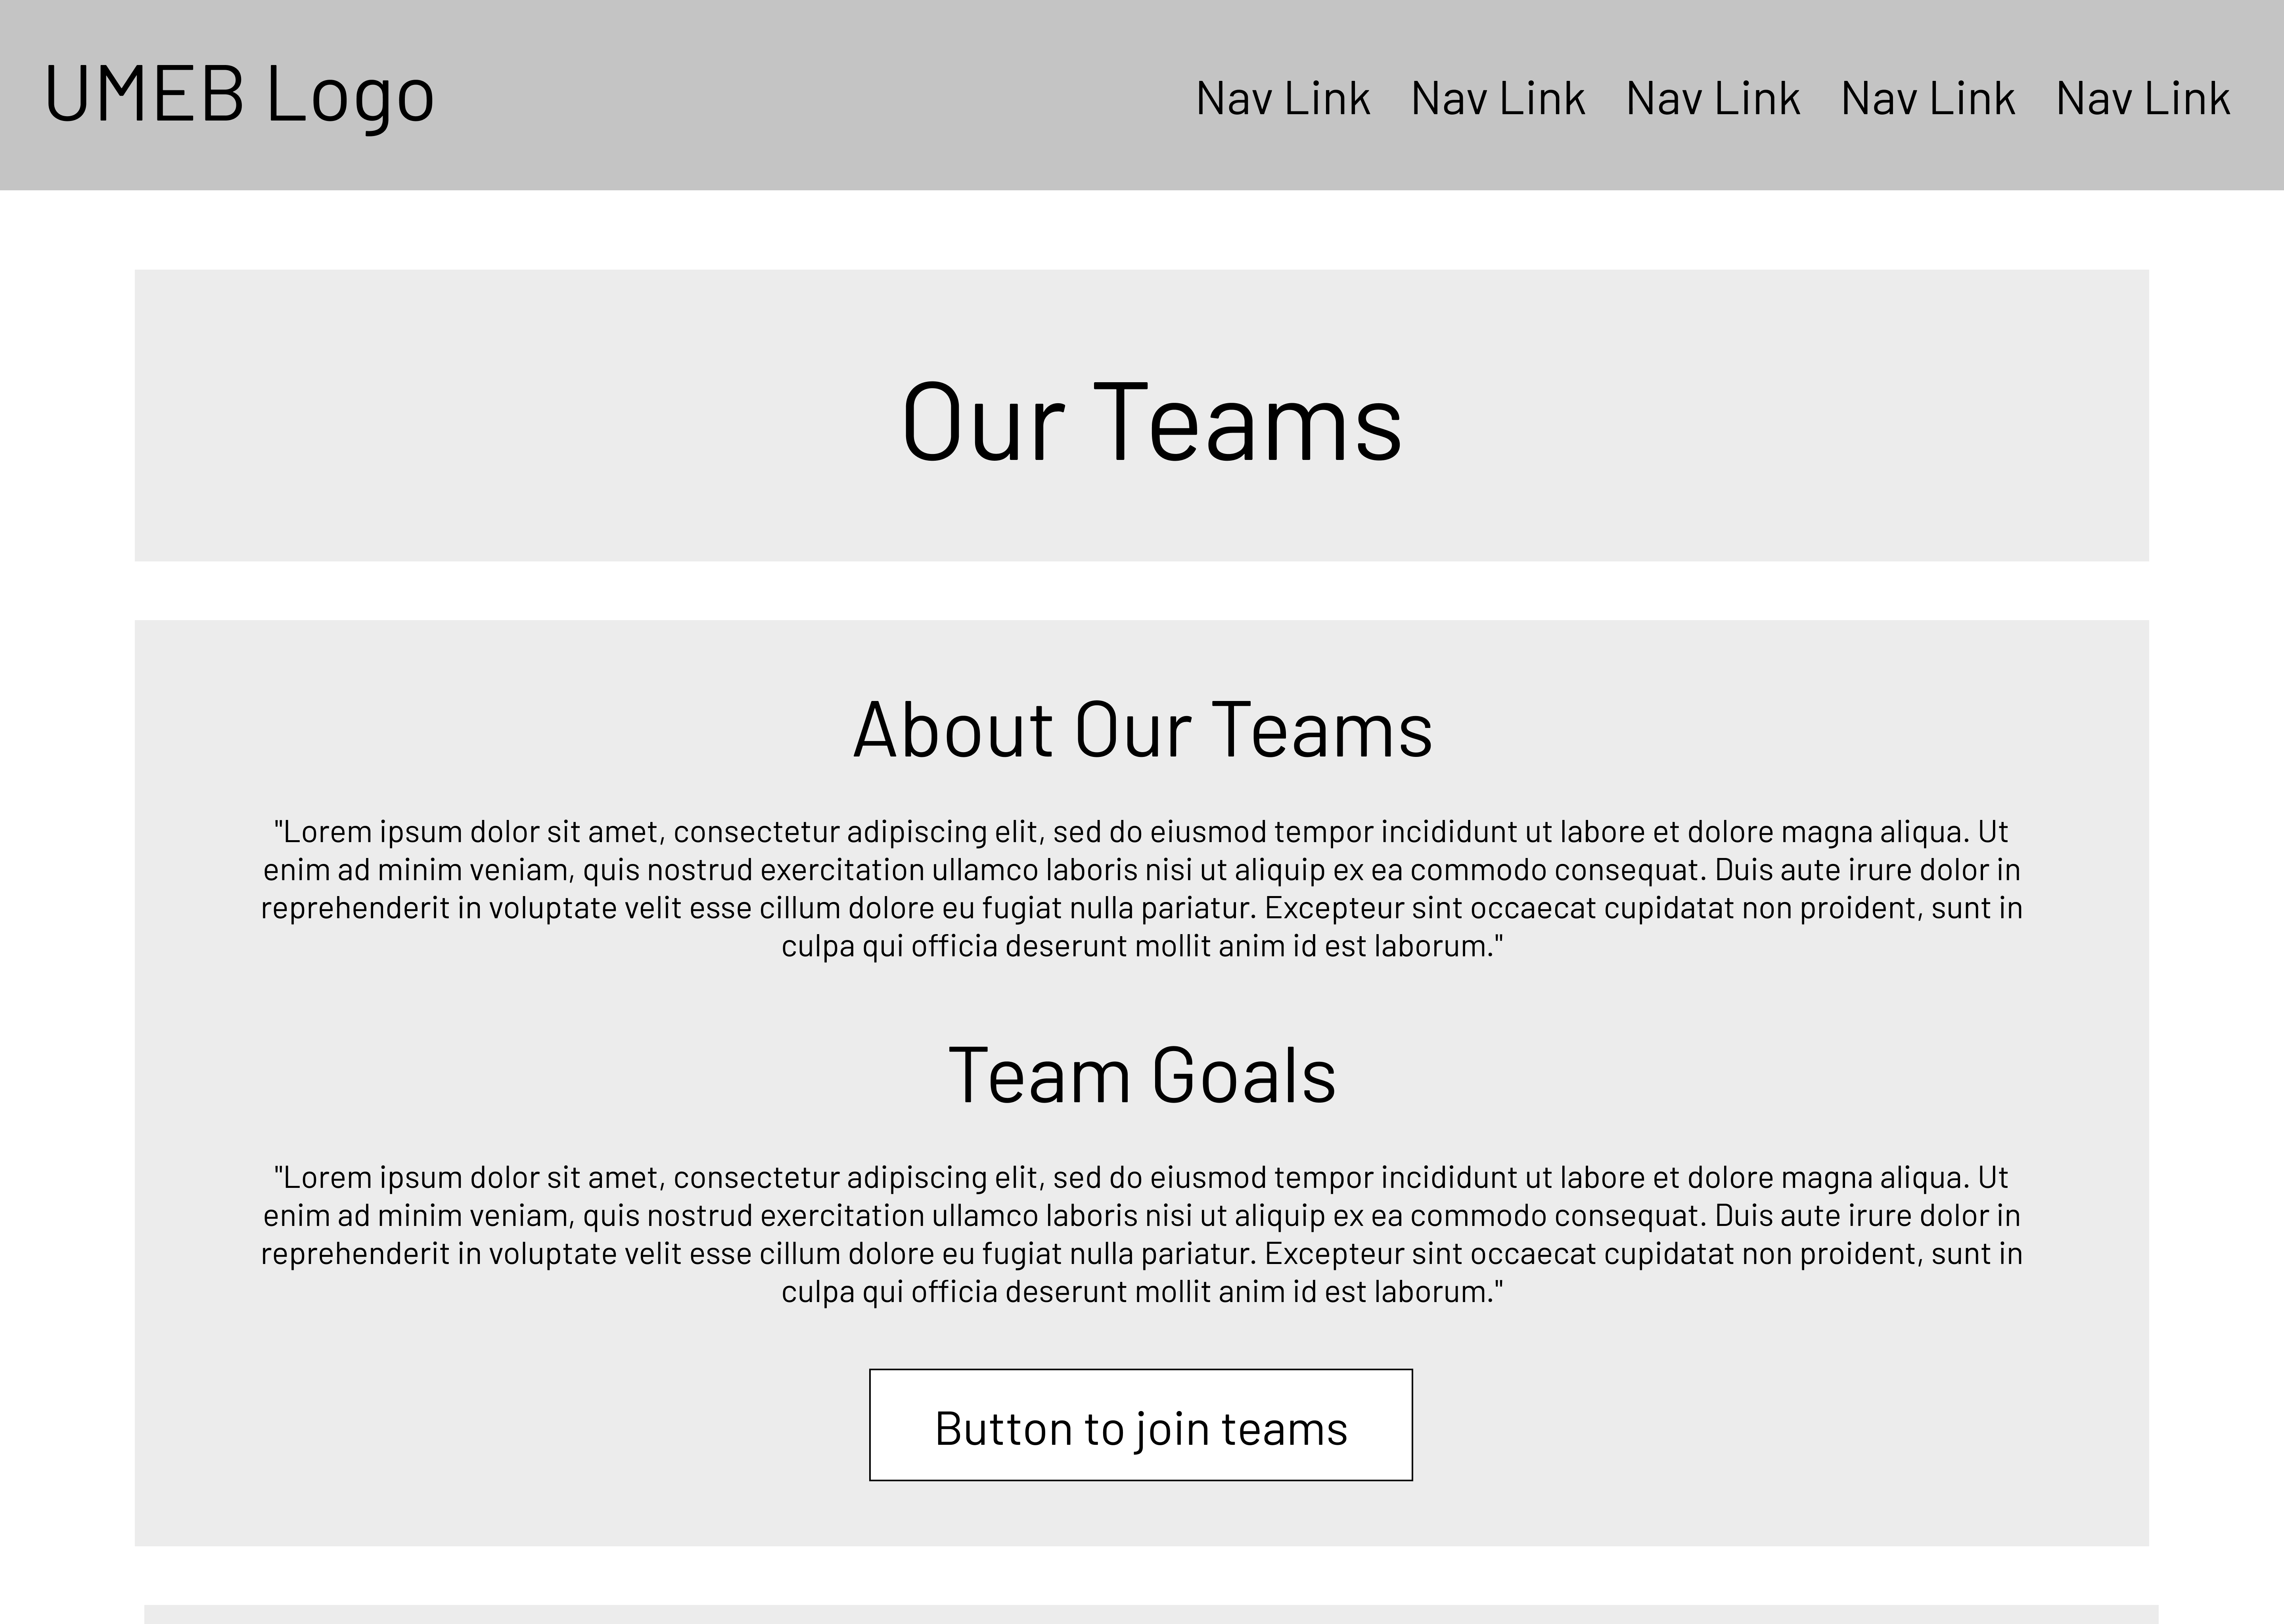 UMEB Logo
Nav Link Nav Link Nav Link Nav Link Nav Link
Our Teams
About Our Teams
"Lorem ipsum dolor sit amet, consectetur adipiscing elit, sed do eiusmod tempor incididunt ut labore et dolore magna aliqua. Ut
enim ad minim veniam, quis nostrud exercitation ullamco laboris nisi ut aliquip ex ea commodo consequat. Duis aute irure dolor in
reprehenderit in voluptate velit esse cillum dolore eu fugiat nulla pariatur. Excepteur sint occaecat cupidatat non proident, sunt in
culpa qui officia deserunt mollit anim id est laborum."
Team Goals
"Lorem ipsum dolor sit amet, consectetur adipiscing elit, sed do eiusmod tempor incididunt ut labore et dolore magna aliqua. Ut
enim ad minim veniam, quis nostrud exercitation ullamco laboris nisi ut aliquip ex ea commodo consequat. Duis aute irure dolor in
reprehenderit in voluptate velit esse cillum dolore eu fugiat nulla pariatur. Excepteur sint occaecat cupidatat non proident, sunt in
culpa qui officia deserunt mollit anim id est laborum."
Button to join teams